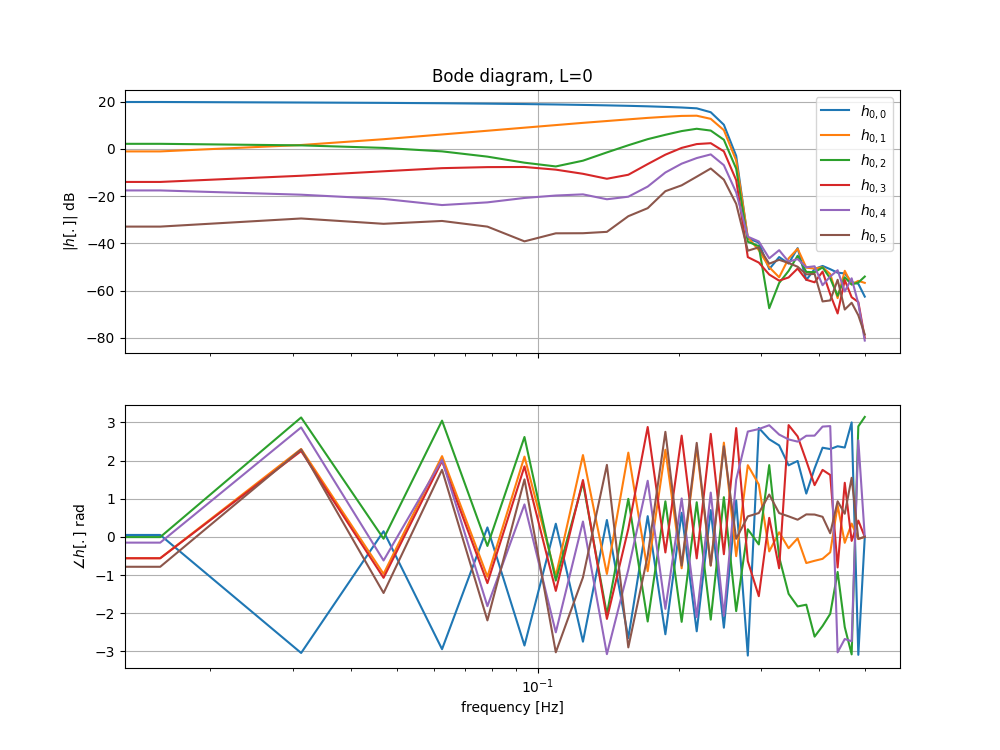 Bode diagram, L=0
20
0
−20
−40
−60
−80
|h[.]| dB
h0,0
h0,1
h0,2
h0,3
h0,4
h0,5
3
2
1
0
−1
−2
−3
∠h[.] rad
10−1
frequency [Hz]